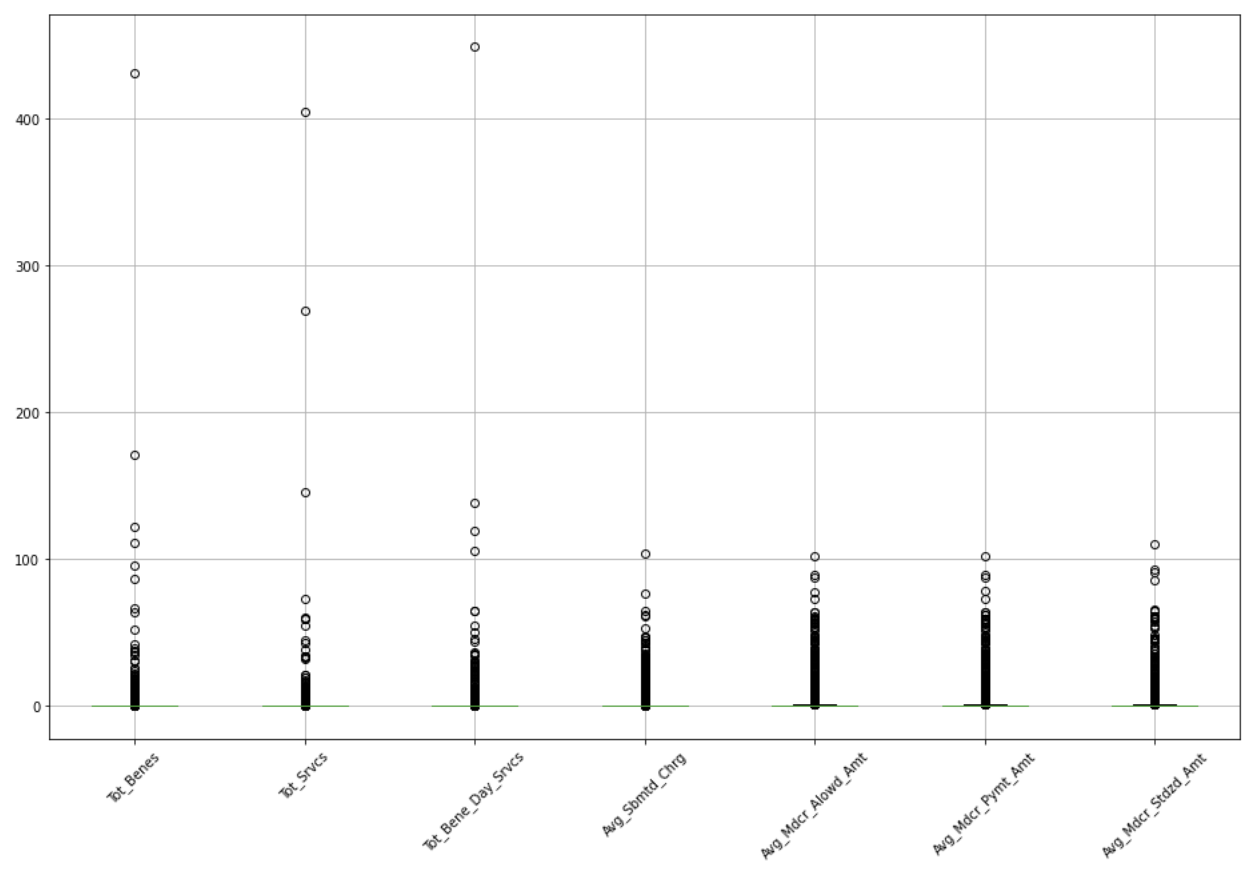 400
300
200
100
0
Tot_Benes
Tot_Srvcs
Tot_Bene_Day_Srvcs
Avg_Sbmtd_Chrg
Avg_Mdcr_Alowd_Amt
Avg_Mdcr_Pymt_Amt
Avg_Mdcr_Stdzd_Amt